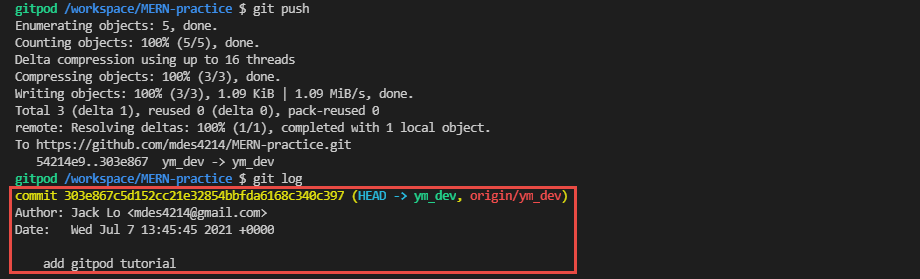 gitpod /workspace/MERN-practice $ git push
Enumerating objects: 5, done.
Counting objects: 100% (5/5), done.
Delta compression using up to 16 threads
Compressing objects: 100% (3/3), done.
Writing objects: 100% (3/3), 1.09 KiB | 1.09 MiB/s, done.
Total 3 (delta 1), reused 0 (delta 0), pack-reused 0
remote: Resolving deltas: 100% (1/1), completed with 1 local object.
To https://github.com/mdes4214/MERN-practice.git
   54214e9..303e867  ym_dev -> ym_dev
gitpod /workspace/MERN-practice $ git log
commit 303e867c5d152cc21e32854bbfda6168c340c397 (HEAD -> ym_dev, origin/ym_dev)
Author: Jack Lo <mdes4214@gmail.com>
Date:   Wed Jul 7 13:45:45 2021 +0000
    add gitpod tutorial